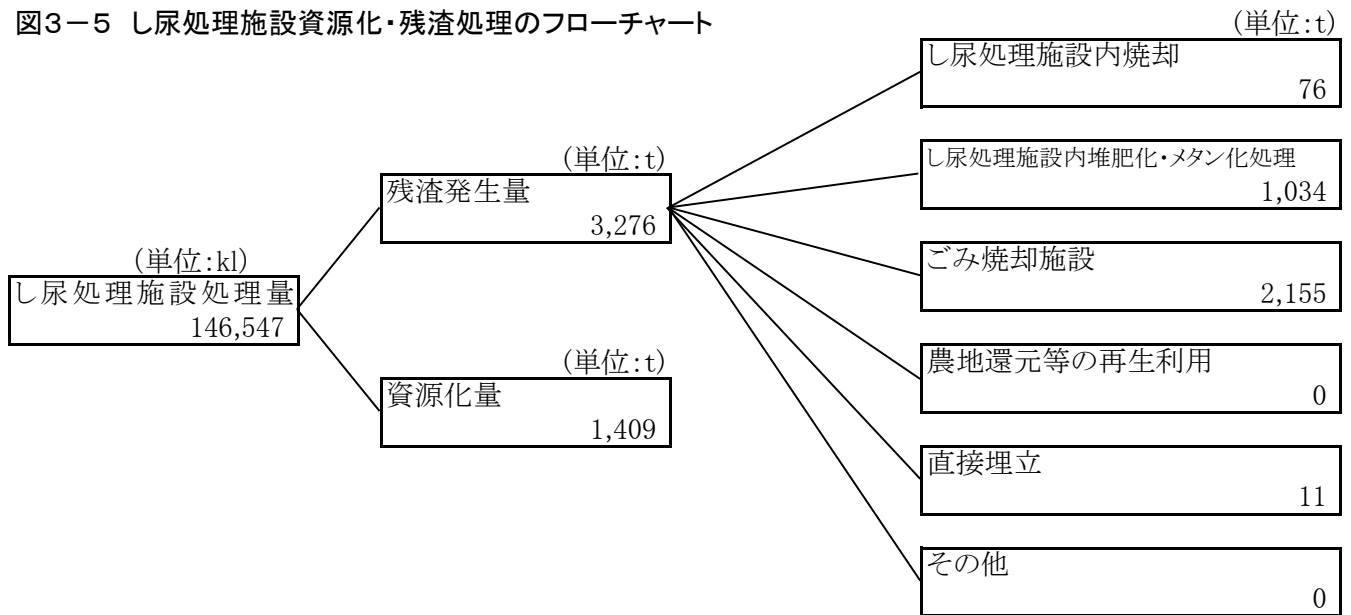 図3-5 し尿処理施設資源化・残渣処理のフローチャート
(単位:kl)
し尿処理施設処理量
146,547
(単位:t)
残渣発生量
3,276
(単位:t)
資源化量
1,409
(単位:t)
し尿処理施設内焼却
76
し尿処理施設内堆肥化・メタン化処理
1,034
ごみ焼却施設
2,155
農地還元等の再生利用
0
直接埋立
11
その他
0